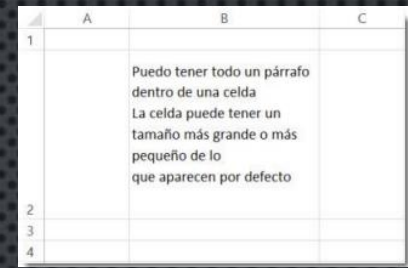 A B C
1
Puedo tener todo un párrafo
dentro de una celda
La celda puede tener un
tamaño más grande o más
pequeño de lo
que aparecen por defecto
2
3
4